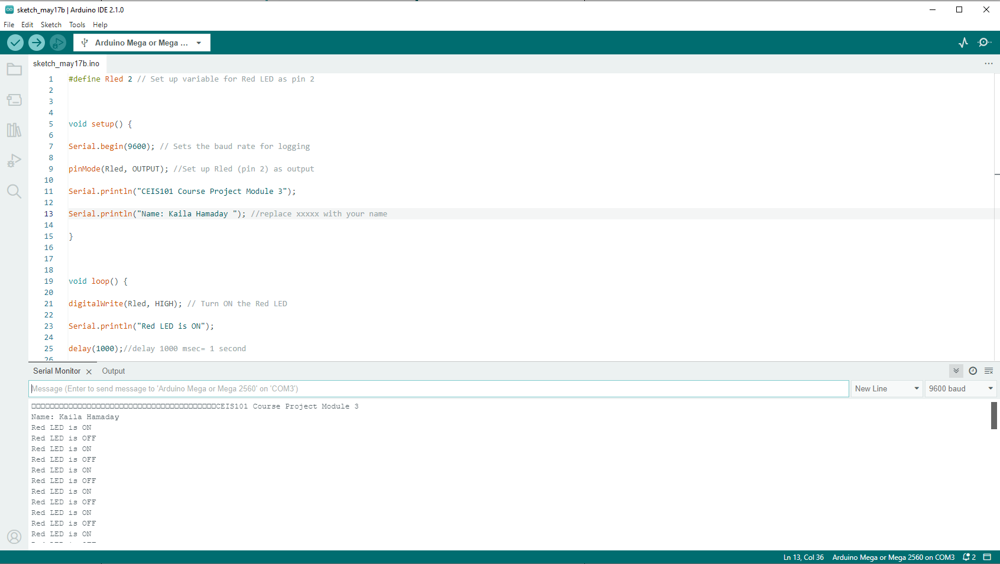 sketch_may17b | Arduino IDE 2.1.0
File Edit Sketch Tools Help
Arduino Mega or Mega ...
sketch_may17b.ino
1 #define Rled 2 // Set up variable for Red LED as pin 2
2
3
4
5 void setup() {
6
7 Serial.begin(9600); // Sets the baud rate for logging
8
9 pinMode(Rled, OUTPUT); //Set up Rled (pin 2) as output
10
11 Serial.println("CEIS101 Course Project Module 3");
12
13 Serial.println("Name: Kaila Hamaday "); //replace xxxxx with your name
14
15 }
16
17
18
19 void loop() {
20
21 digitalWrite(Rled, HIGH); // Turn ON the Red LED
22
23 Serial.println("Red LED is ON");
24
25 delay(1000);//delay 1000 msec= 1 second
26
Serial Monitor Output
Message (Enter to send message to 'Arduino Mega or Mega 2560' on 'COM3')
New Line
9600 baud
CEIS101 Course Project Module 3
Name: Kaila Hamaday
Red LED is ON
Red LED is OFF
Red LED is ON
Red LED is OFF
Red LED is ON
Red LED is OFF
Red LED is ON
Red LED is OFF
Red LED is ON
Red LED is OFF
Red LED is ON
Ln 13, Col 36 Arduino Mega or Mega 2560 on COM3 2